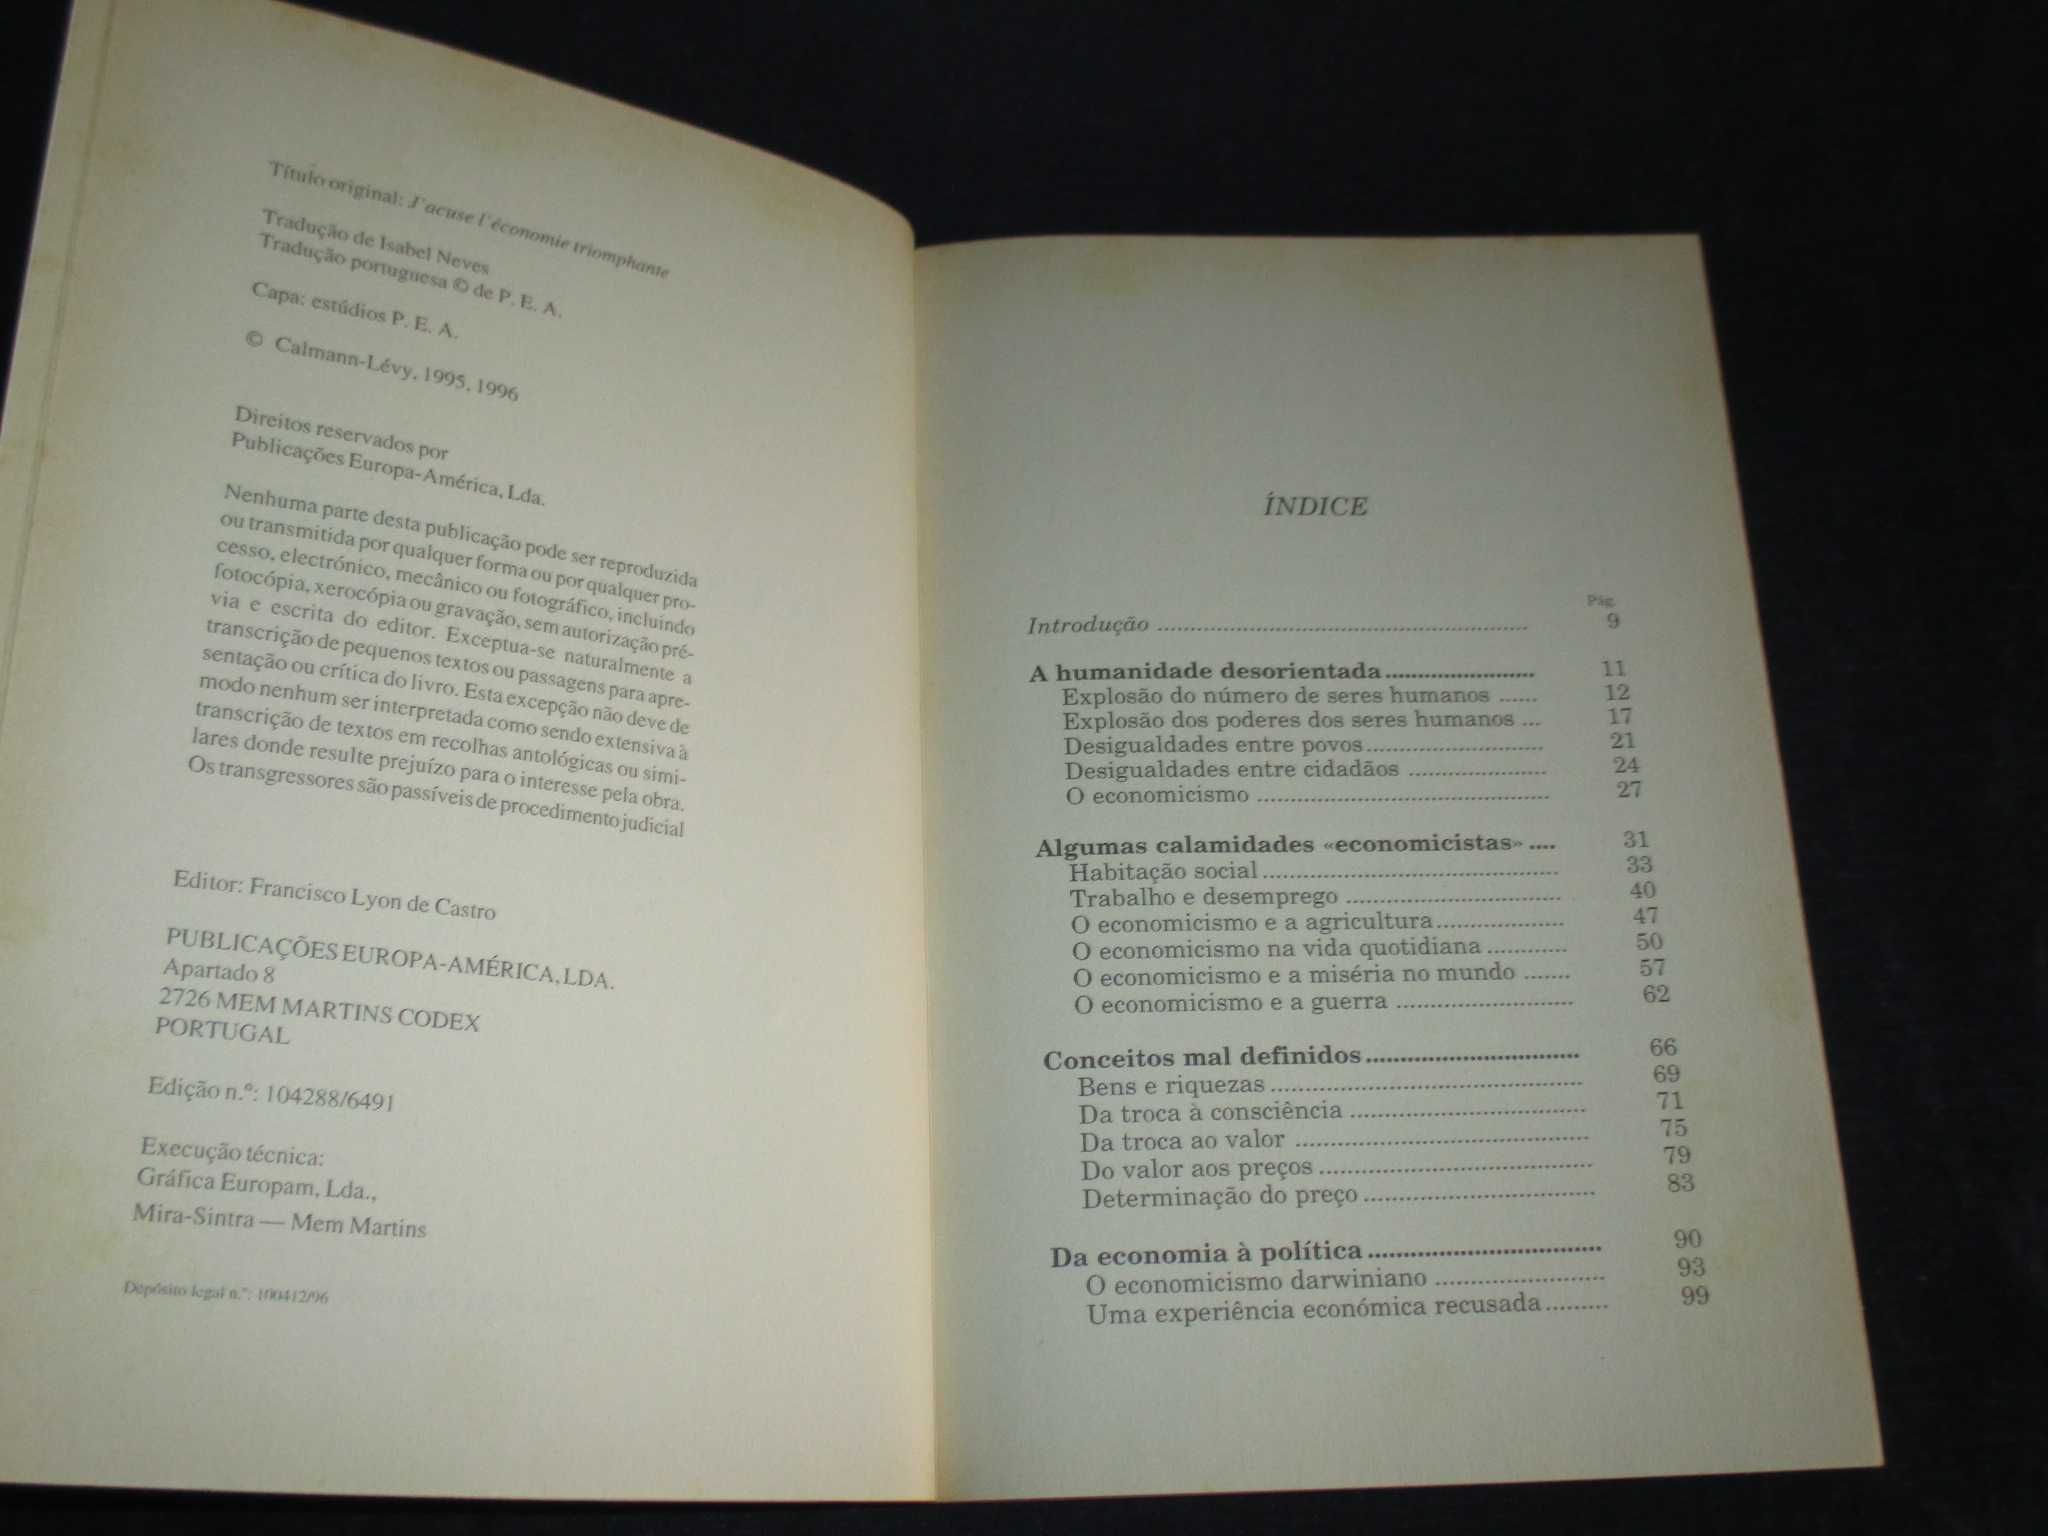 Título original: J'acuse l'économie triomphante
Tradução de Isabel Neves
Tradução portuguesa © de P. E. A.
Capa: estúdios P. E. A.
© Calmann-Lévy, 1995, 1996
Direitos reservados por
Publicações Europa-América, Lda.
Nenhuma parte desta publicação pode ser reproduzida
ou transmitida por qualquer forma ou por qualquer pro-
cesso, electrónico, mecânico ou fotográfico, incluindo
fotocópia, xerocópia ou gravação, sem autorização pré-
via e escrita do editor. Exceptua-se naturalmente a
transcrição de pequenos textos ou passagens para apre-
sentação ou crítica do livro. Esta excepção não deve de
modo nenhum ser interpretada como sendo extensiva à
transcrição de textos em recolhas antológicas ou simi-
lares donde resulte prejuízo para o interesse pela obra.
Os transgressores são passíveis de procedimento judicial
Editor: Francisco Lyon de Castro
PUBLICAÇÕES EUROPA-AMÉRICA, LDA.
Apartado 8
2726 MEM MARTINS CODEX
PORTUGAL
Edição n.º: 104288/6491
Execução técnica:
Gráfica Europam, Lda.,
Mira-Sintra — Mem Martins
Depósito legal n.º: 100412/96
ÍNDICE
Pág.
Introdução ........................................................ 9
A humanidade desorientada ....................... 11
Explosão do número de seres humanos ...... 12
Explosão dos poderes dos seres humanos ... 17
Desigualdades entre povos ........................... 21
Desigualdades entre cidadãos ..................... 24
O economicismo ............................................ 27
Algumas calamidades «economicistas» .... 31
Habitação social ............................................ 33
Trabalho e desemprego ................................ 40
O economicismo e a agricultura ................... 47
O economicismo na vida quotidiana ............ 50
O economicismo e a miséria no mundo ....... 57
O economicismo e a guerra .......................... 62
Conceitos mal definidos ............................... 66
Bens e riquezas .............................................. 69
Da troca à consciência .................................. 71
Da troca ao valor ........................................... 75
Do valor aos preços ........................................ 79
Determinação do preço ................................. 83
Da economia à política ................................. 90
O economicismo darwiniano ........................ 93
Uma experiência económica recusada ......... 99